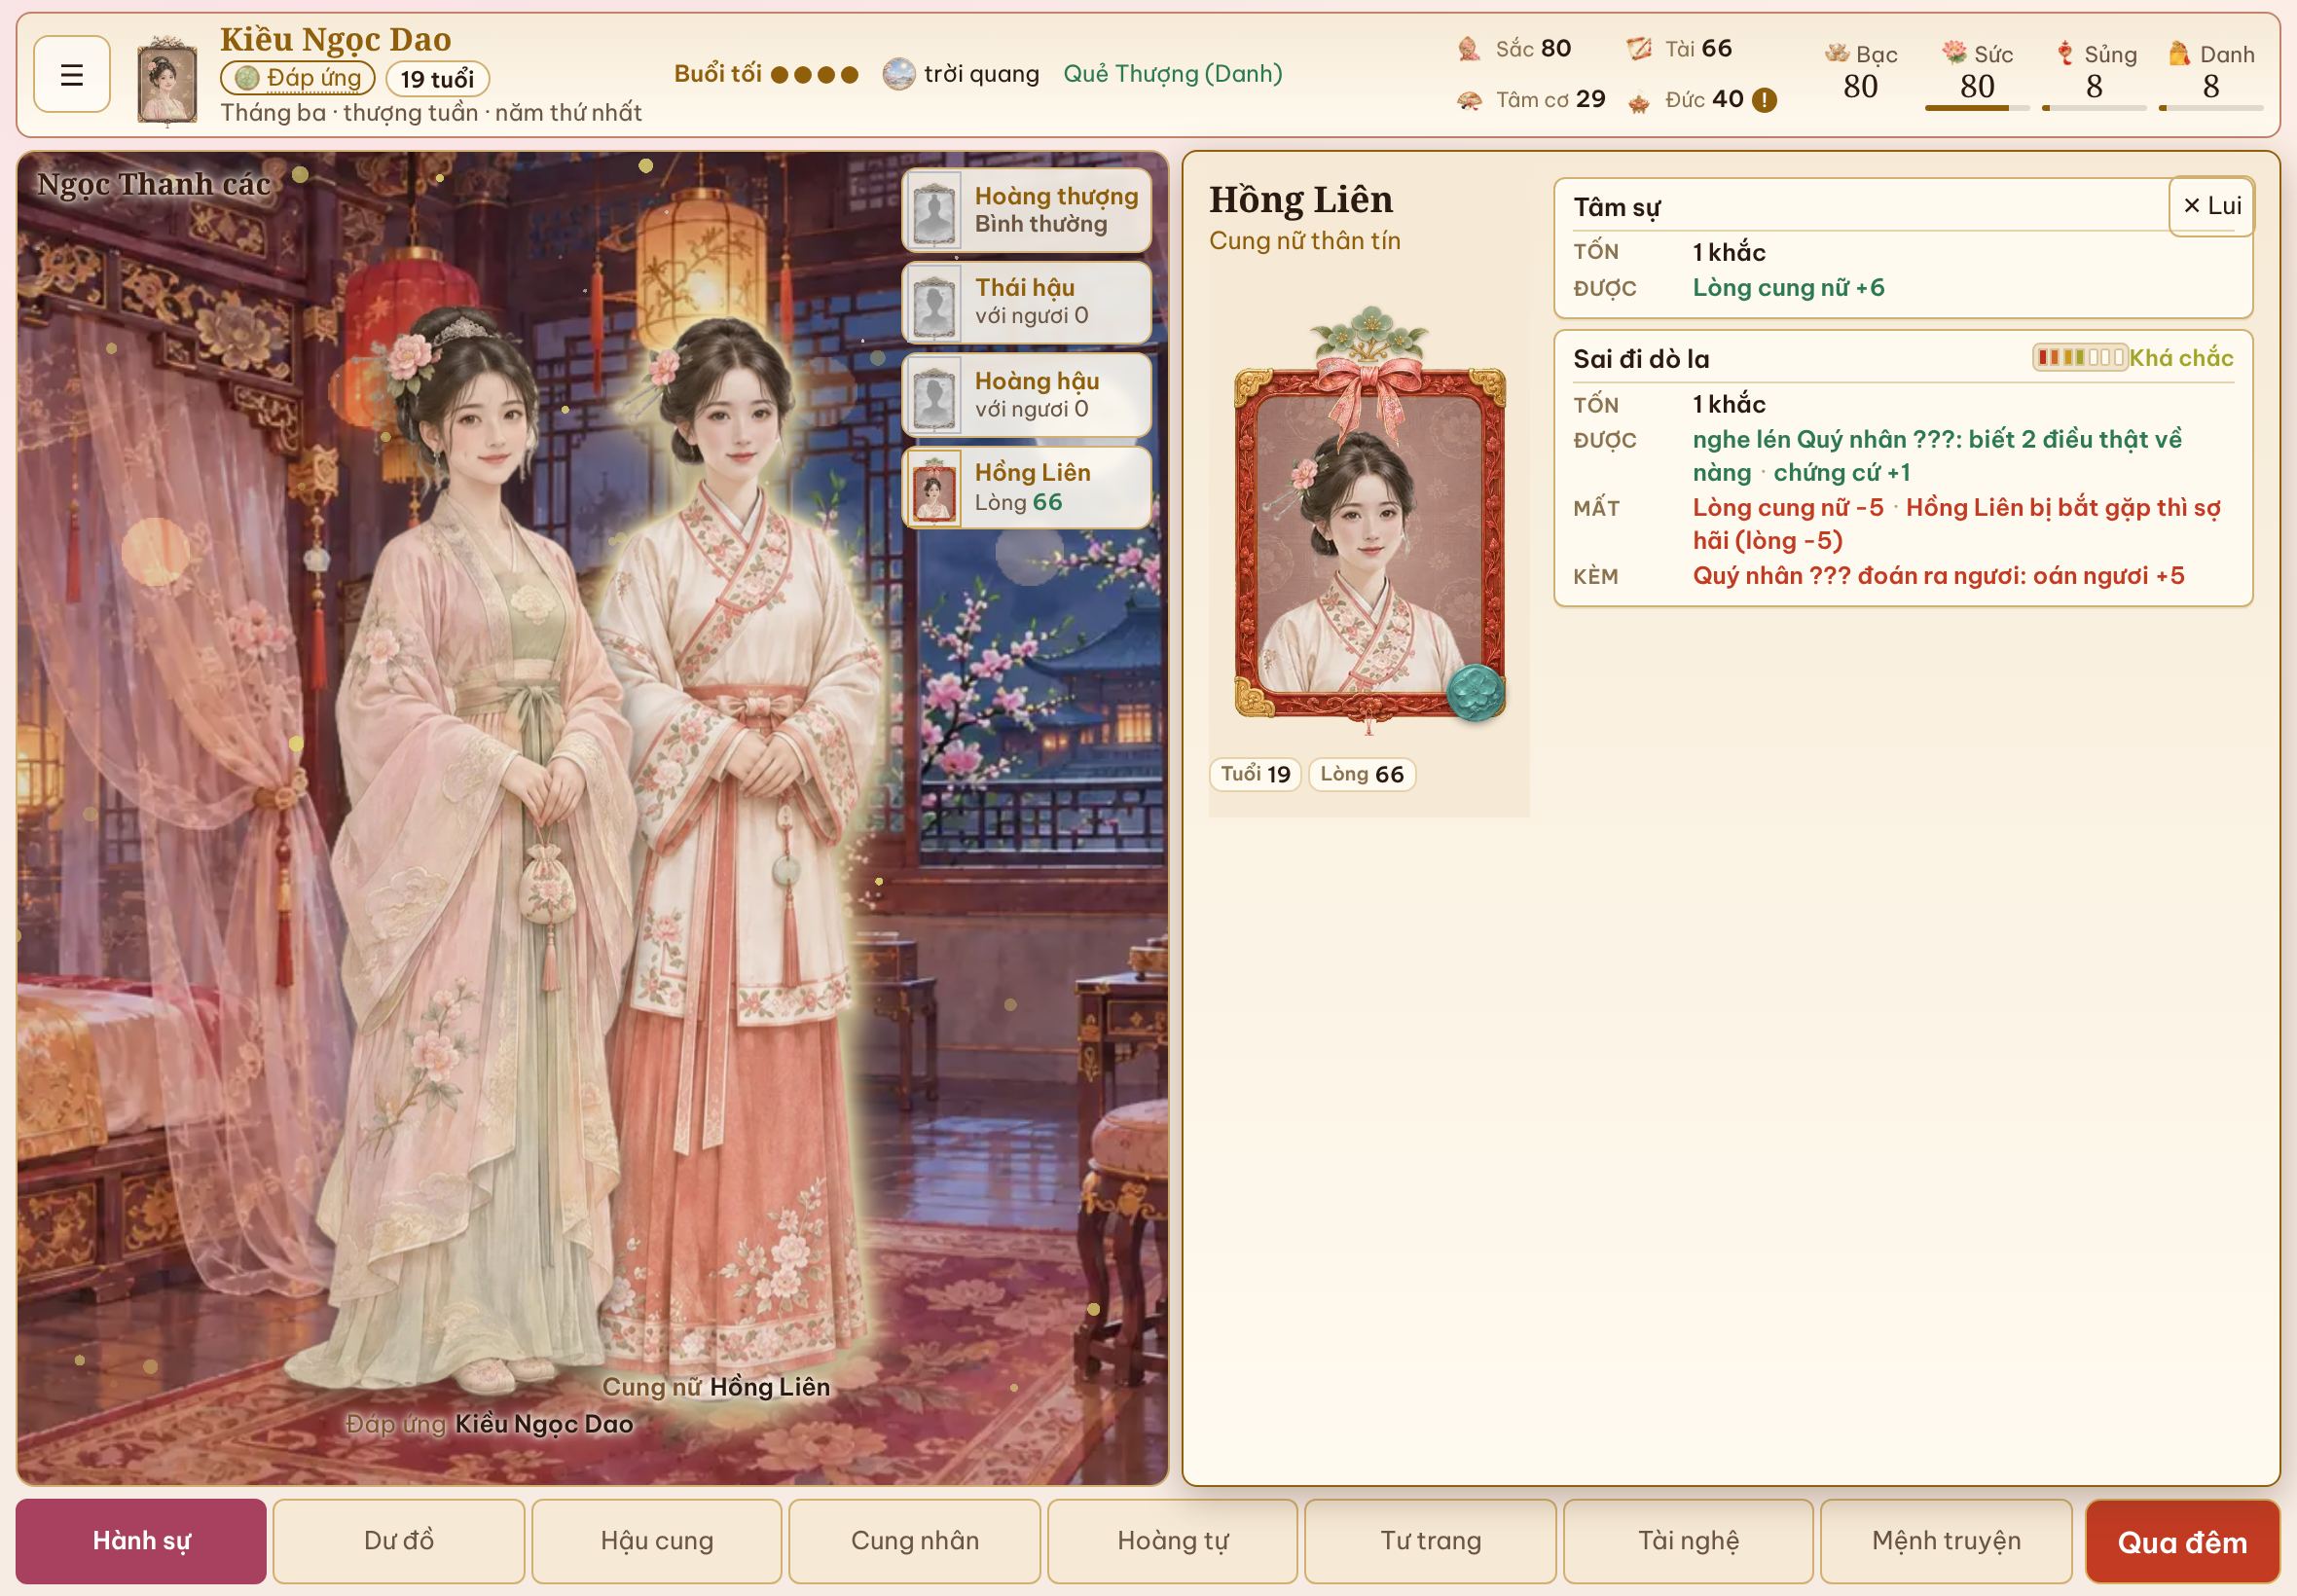 Kiều Ngọc Dao
Đáp ứng
19 tuổi
Tháng ba · thượng tuần · năm thứ nhất
Buổi tối
trời quang
Quẻ Thượng (Danh)
Sắc 80
Tài 66
Tâm cơ 29
Đức 40 !
Bạc
80
Sức
80
Sủng
8
Danh
8
Ngọc Thanh các
Hoàng thượng
Bình thường
Thái hậu
với ngươi 0
Hoàng hậu
với ngươi 0
Hồng Liên
Lòng 66
Cung nữ Hồng Liên
Đáp ứng Kiều Ngọc Dao
Hồng Liên
Cung nữ thân tín
Tuổi 19
Lòng 66
Tâm sự
✕ Lui
TỐN 1 khắc
ĐƯỢC Lòng cung nữ +6
Sai đi dò la
Khá chắc
TỐN 1 khắc
ĐƯỢC nghe lén Quý nhân ???: biết 2 điều thật về
nàng · chứng cứ +1
MẤT Lòng cung nữ -5 · Hồng Liên bị bắt gặp thì sợ
hãi (lòng -5)
KÈM Quý nhân ??? đoán ra ngươi: oán ngươi +5
Hành sự
Dư đồ
Hậu cung
Cung nhân
Hoàng tự
Tư trang
Tài nghệ
Mệnh truyện
Qua đêm